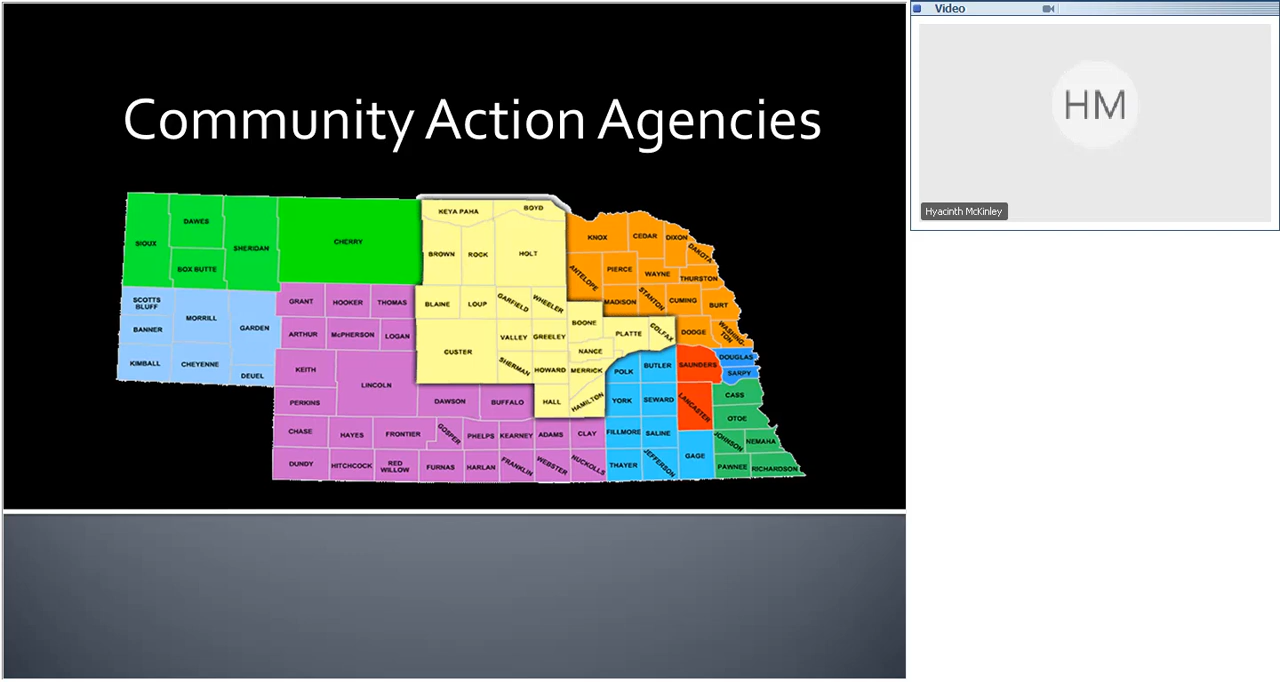 Community Action Agencies
SIOUX
DAWES
BOX BUTTE
SHERIDAN
CHERRY
KEYA PAHA
BOYD
BROWN
ROCK
HOLT
KNOX
CEDAR
DIXON
DAKOTA
ANTELOPE
PIERCE
WAYNE
THURSTON
MADISON
STANTON
CUMING
BURT
SCOTTS
BLUFF
BANNER
MORRILL
GARDEN
KIMBALL
CHEYENNE
DEUEL
GRANT
HOOKER
THOMAS
ARTHUR
McPHERSON
LOGAN
BLAINE
LOUP
GARFIELD
WHEELER
BOONE
PLATTE
COLFAX
DODGE
WASHING-
TON
CUSTER
VALLEY
GREELEY
NANCE
SHERMAN
HOWARD
MERRICK
POLK
BUTLER
SAUNDERS
DOUGLAS
SARPY
KEITH
LINCOLN
PERKINS
DAWSON
BUFFALO
HALL
HAMILTON
YORK
SEWARD
LANCASTER
CASS
OTOE
CHASE
HAYES
FRONTIER
GOSPER
PHELPS
KEARNEY
ADAMS
CLAY
FILLMORE
SALINE
GAGE
JOHNSON
NEMAHA
DUNDY
HITCHCOCK
RED
WILLOW
FURNAS
HARLAN
FRANKLIN
WEBSTER
NUCKOLLS
THAYER
JEFFERSON
PAWNEE
RICHARDSON
Video
HM
Hyacinth McKinley